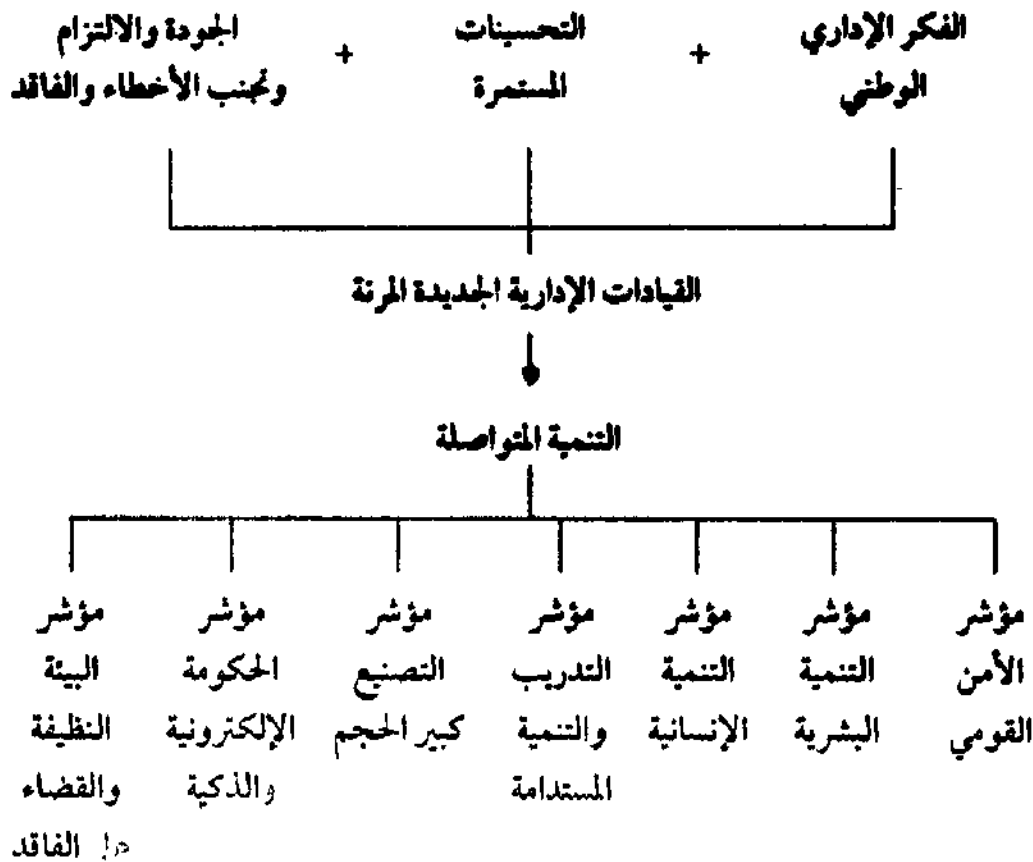 الفكر الإداري
الوطني
+
التحسينات
المستمرة
+
الجودة والالتزام
وتجنب الأخطاء والفاقد
القيادات الإدارية الجديدة المرنة
التنمية المتواصلة
مؤشر
الأمن
القومي
مؤشر
التنمية
البشرية
مؤشر
التنمية
الإنسانية
مؤشر
التدريب
والتنمية
المستدامة
مؤشر
التصنيع
كبير الحجم
مؤشر
الحكومة
الإلكترونية
والذكية
مؤشر
البيئة
النظيفة
والقضاء
الفاقد